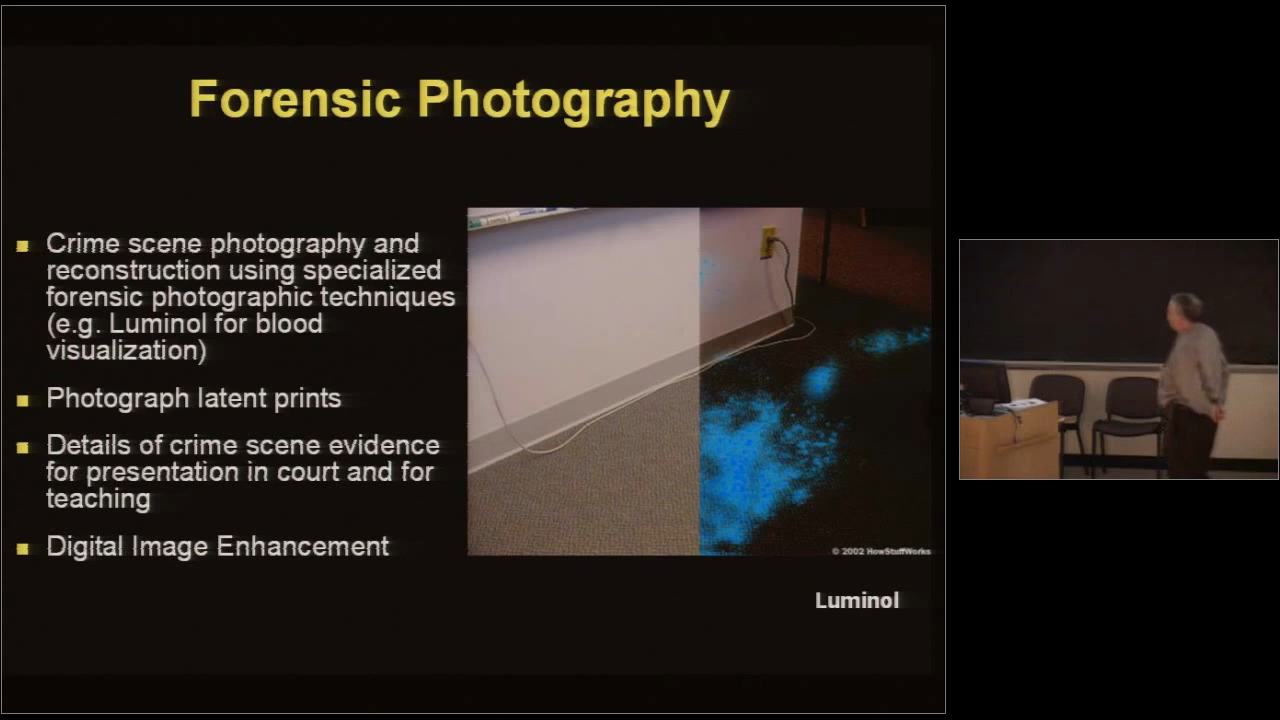 Forensic Photography
Crime scene photography and
reconstruction using specialized
forensic photographic techniques
(e.g. Luminol for blood
visualization)
Photograph latent prints
Details of crime scene evidence
for presentation in court and for
teaching
Digital Image Enhancement
© 2002 HowStuffWorks
Luminol